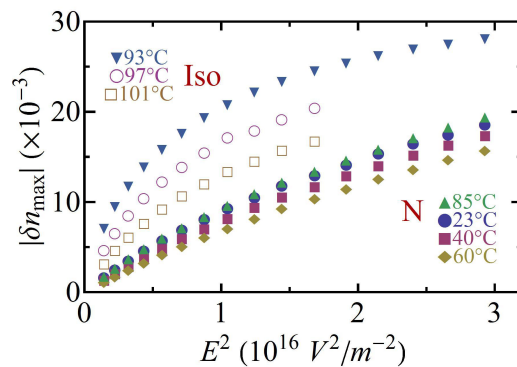 30
20
10
0
|δn_max| (×10⁻³)
93°C
97°C
101°C
Iso
N
85°C
23°C
40°C
60°C
0 1 2 3
E² (10¹⁶ V²/m⁻²)